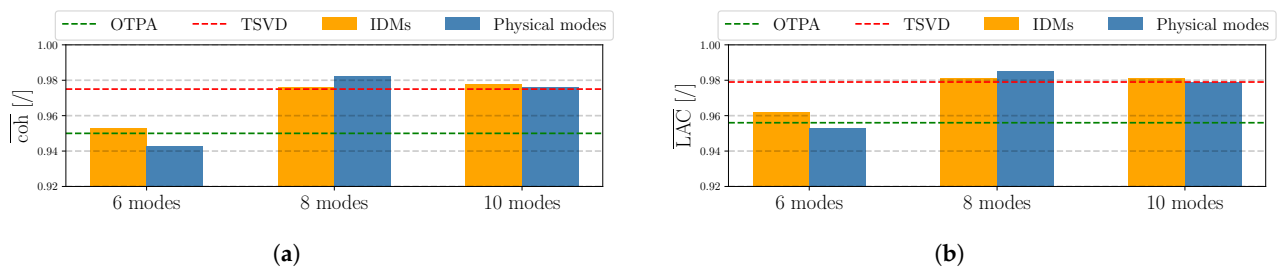 OTPA TSVD IDMs Physical modes
1.00
0.98
0.96
0.94
0.92
coh [/]
6 modes 8 modes 10 modes
(a)
OTPA TSVD IDMs Physical modes
1.00
0.98
0.96
0.94
0.92
LAC [/]
6 modes 8 modes 10 modes
(b)